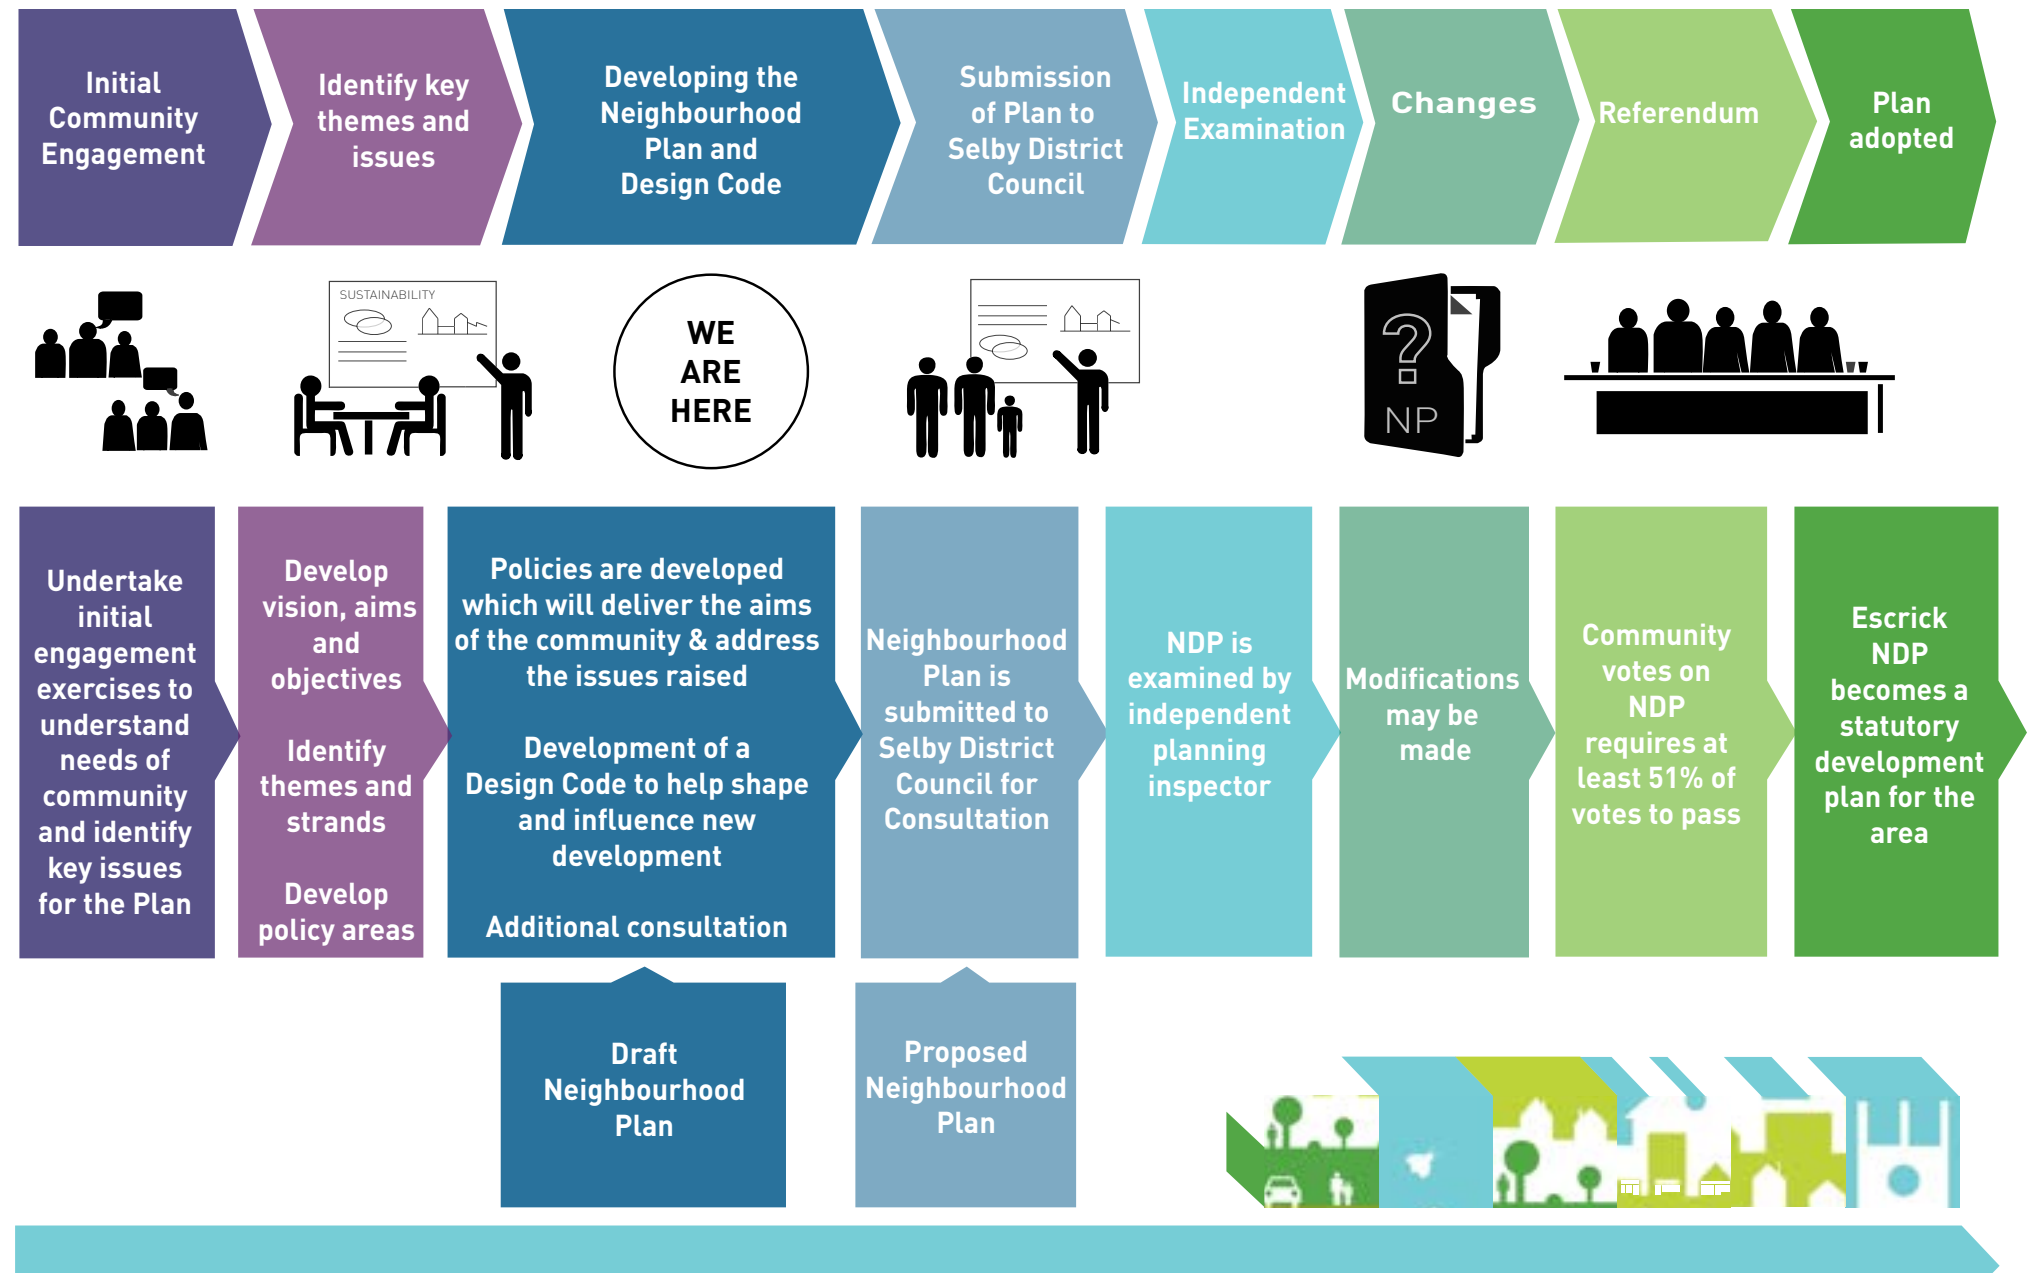 Initial
Community
Engagement
Identify key
themes and
issues
Developing the
Neighbourhood
Plan and
Design Code
Submission
of Plan to
Selby District
Council
Independent
Examination
Changes
Referendum
Plan
adopted
SUSTAINABILITY
WE
ARE
HERE
?
NP
Undertake
initial
engagement
exercises to
understand
needs of
community
and identify
key issues
for the Plan
Develop
vision, aims
and
objectives
Identify
themes and
strands
Develop
policy areas
Policies are developed
which will deliver the aims
of the community & address
the issues raised
Development of a
Design Code to help shape
and influence new
development
Additional consultation
Neighbourhood
Plan is
submitted to
Selby District
Council for
Consultation
NDP is
examined by
independent
planning
inspector
Modifications
may be
made
Community
votes on
NDP
requires at
least 51% of
votes to pass
Escrick
NDP
becomes a
statutory
development
plan for the
area
Draft
Neighbourhood
Plan
Proposed
Neighbourhood
Plan